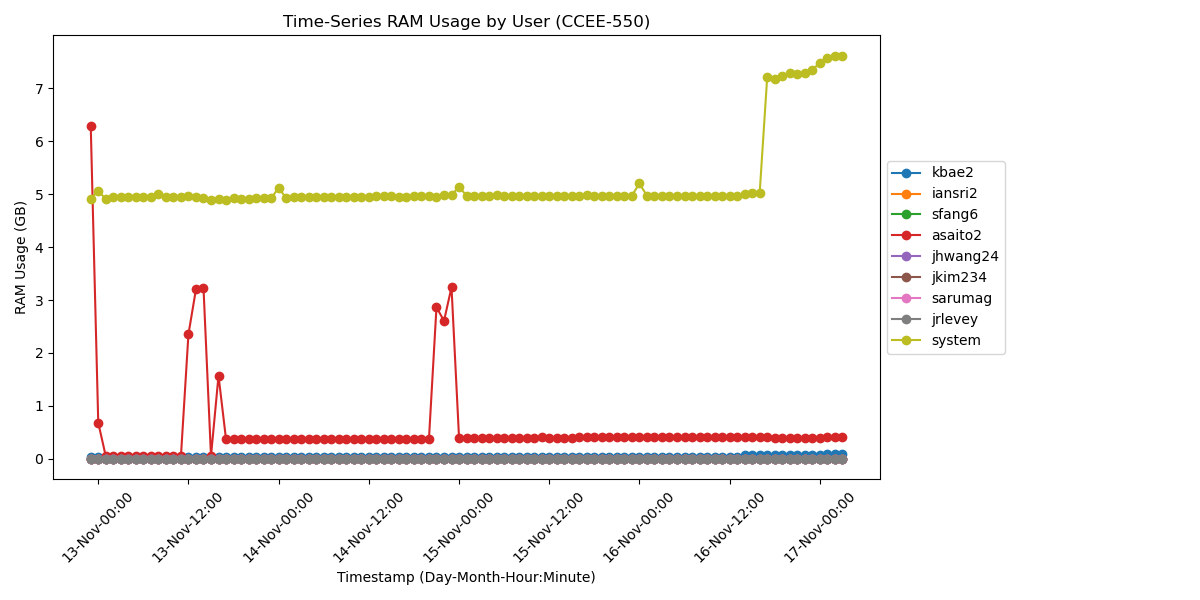 Time-Series RAM Usage by User (CCEE-550)
RAM Usage (GB)
7
6
5
4
3
2
1
0
13-Nov-00:00
13-Nov-12:00
14-Nov-00:00
14-Nov-12:00
15-Nov-00:00
15-Nov-12:00
16-Nov-00:00
16-Nov-12:00
17-Nov-00:00
Timestamp (Day-Month-Hour:Minute)
kbae2
iansri2
sfang6
asaito2
jhwang24
jkim234
sarumag
jrlevey
system